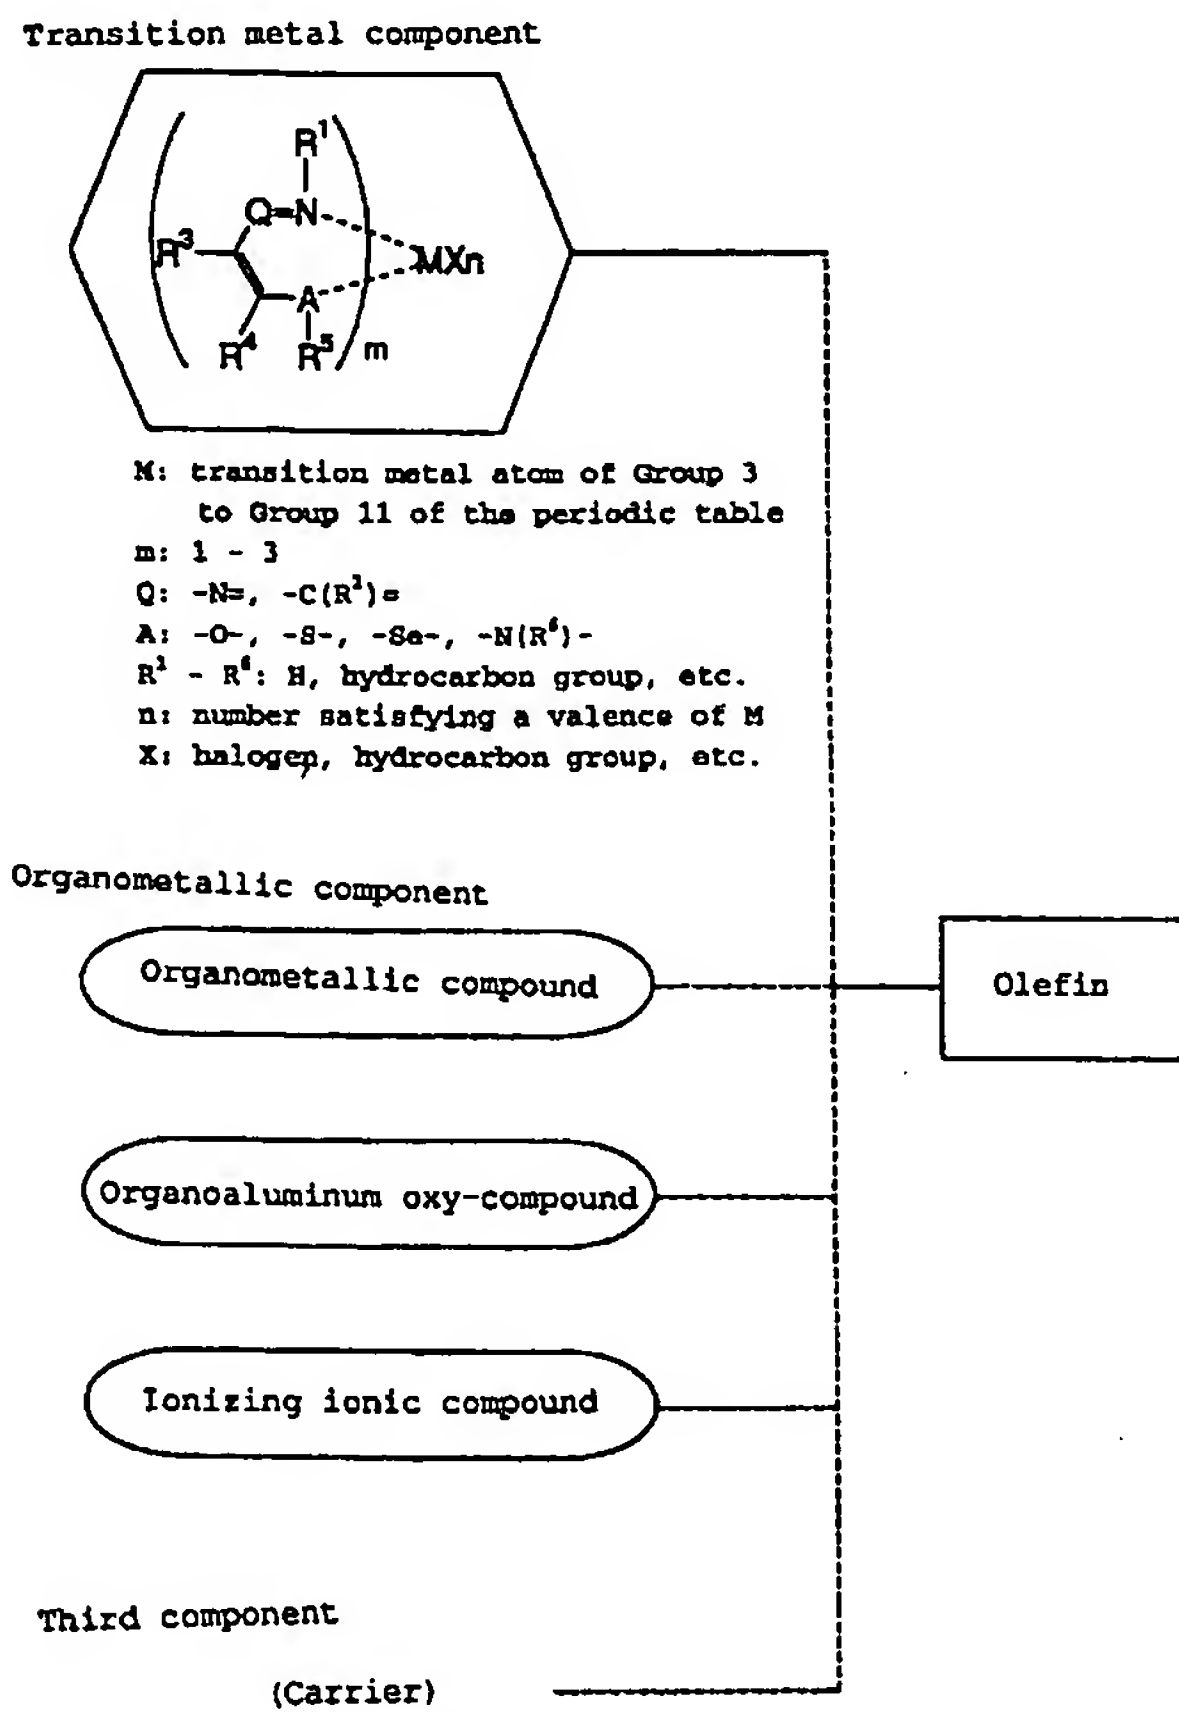 Transition metal component
R¹
Q=N
R³
MXn
A
R⁴ R⁵ m
M: transition metal atom of Group 3
to Group 11 of the periodic table
m: 1 - 3
Q: -N=, -C(R²)=
A: -O-, -S-, -Se-, -N(R⁶)-
R¹ - R⁶: H, hydrocarbon group, etc.
n: number satisfying a valence of M
X: halogen, hydrocarbon group, etc.
Organometallic component
Organometallic compound
Olefin
Organoaluminum oxy-compound
Ionizing ionic compound
Third component
(Carrier)